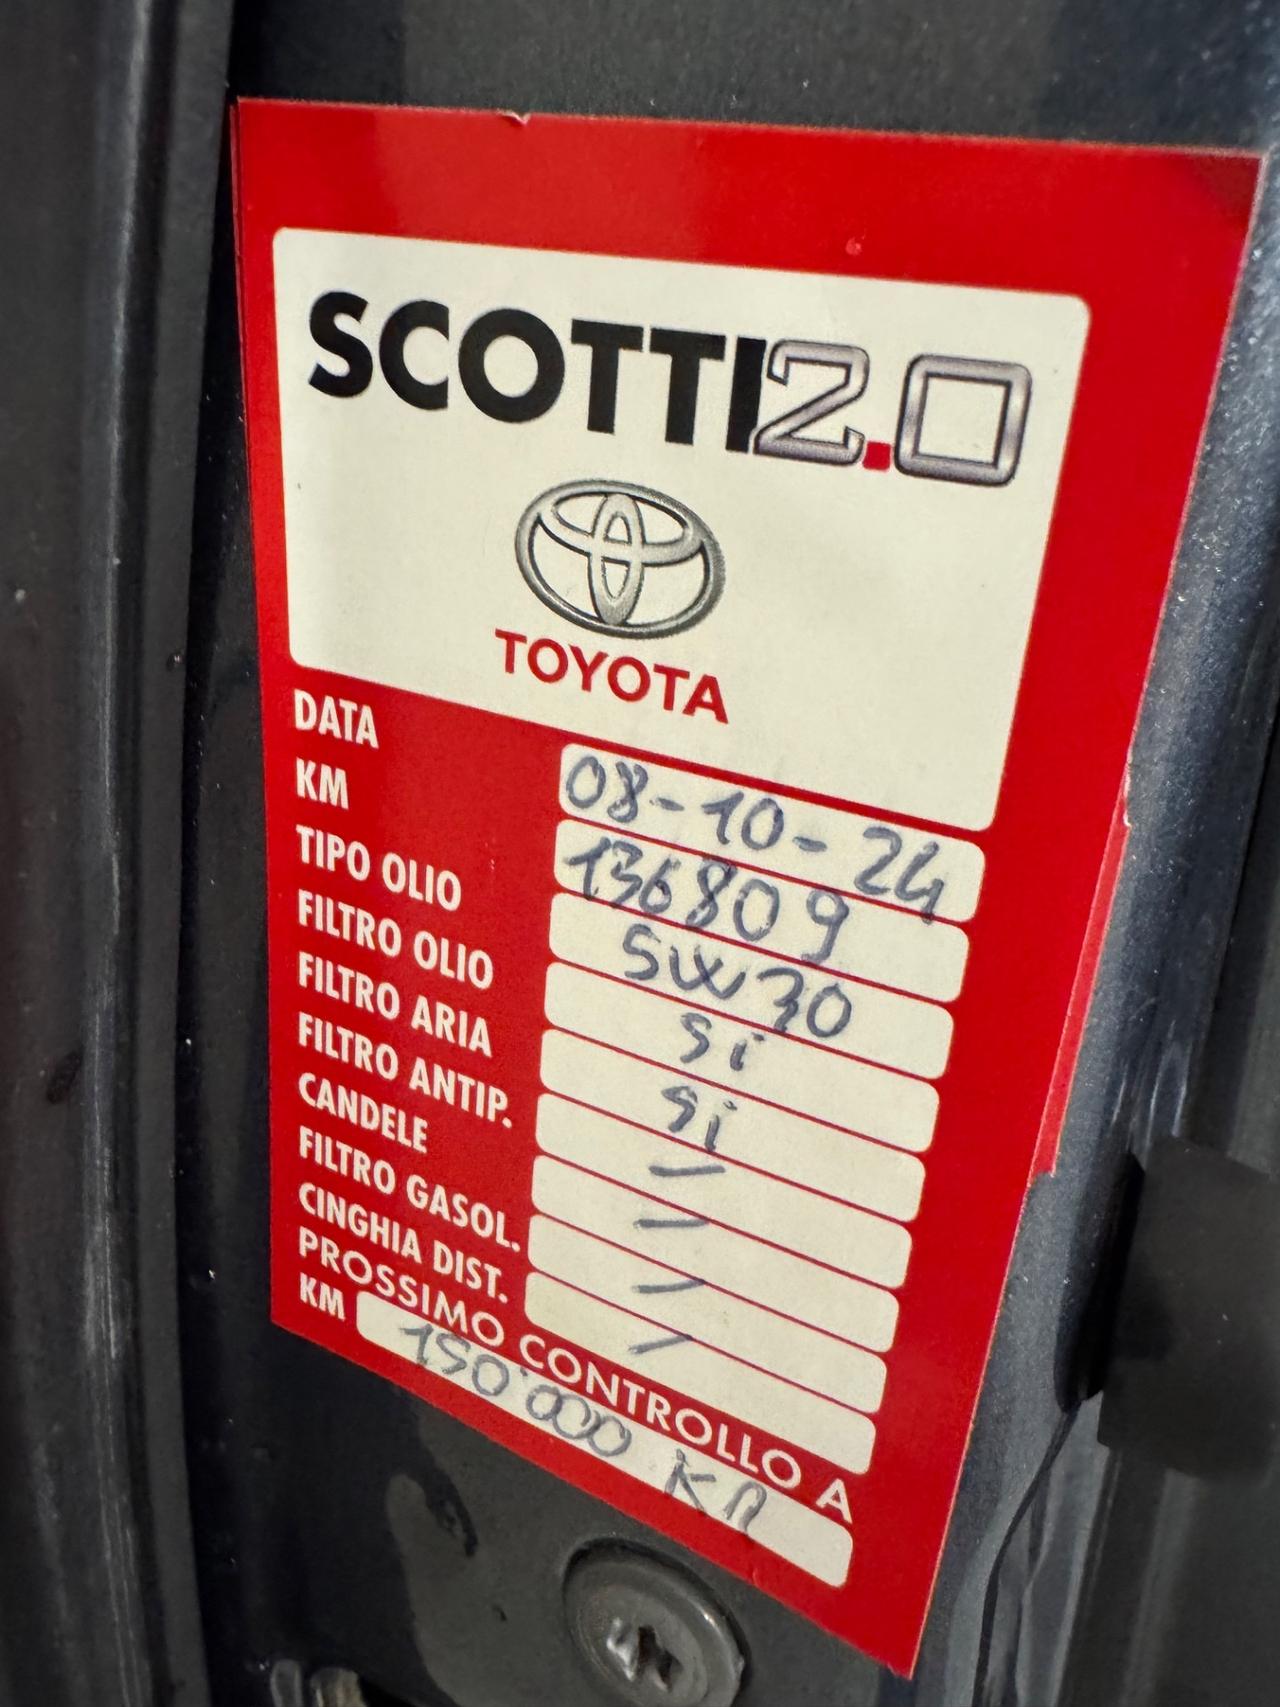 SCOTTI2.0
TOYOTA
DATA 08-10-24
KM 136809
TIPO OLIO 5W30
FILTRO OLIO si
FILTRO ARIA si
FILTRO ANTIP. —
CANDELE —
FILTRO GASOL. —
CINGHIA DIST. —
PROSSIMO CONTROLLO A
KM 150'000 KM